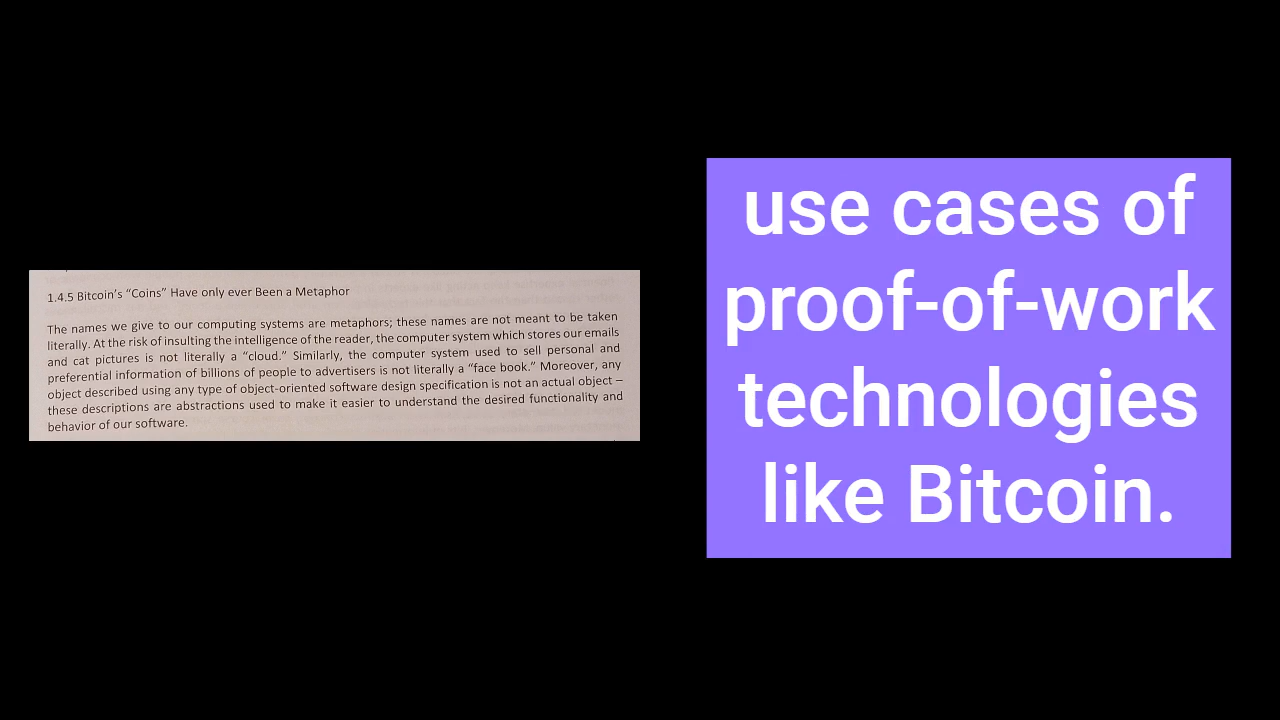 1.4.5 Bitcoin's “Coins” Have only ever Been a Metaphor
The names we give to our computing systems are metaphors; these names are not meant to be taken
literally. At the risk of insulting the intelligence of the reader, the computer system which stores our emails
and cat pictures is not literally a “cloud.” Similarly, the computer system used to sell personal and
preferential information of billions of people to advertisers is not literally a “face book.” Moreover, any
object described using any type of object-oriented software design specification is not an actual object –
these descriptions are abstractions used to make it easier to understand the desired functionality and
behavior of our software.
use cases of
proof-of-work
technologies
like Bitcoin.